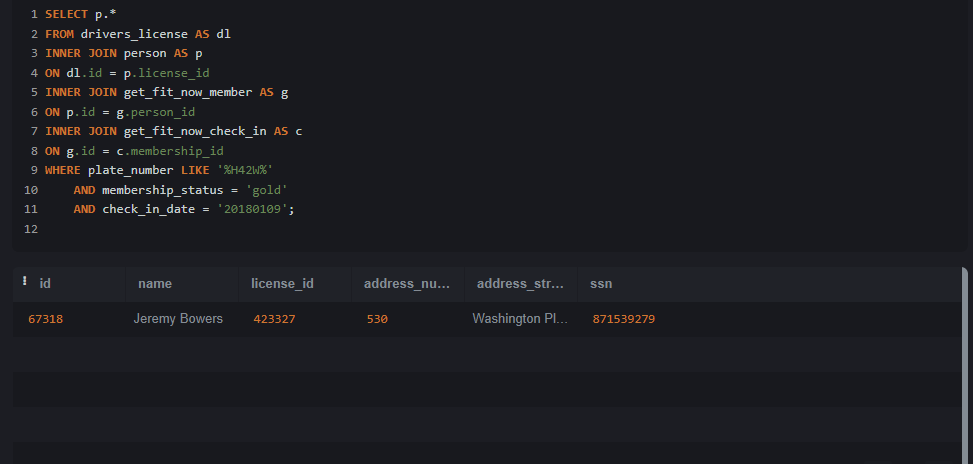 1 SELECT p.*
2 FROM drivers_license AS dl
3 INNER JOIN person AS p
4 ON dl.id = p.license_id
5 INNER JOIN get_fit_now_member AS g
6 ON p.id = g.person_id
7 INNER JOIN get_fit_now_check_in AS c
8 ON g.id = c.membership_id
9 WHERE plate_number LIKE '%H42W%'
10 AND membership_status = 'gold'
11 AND check_in_date = '20180109';
12
id name license_id address_nu... address_str... ssn
67318 Jeremy Bowers 423327 530 Washington Pl... 871539279